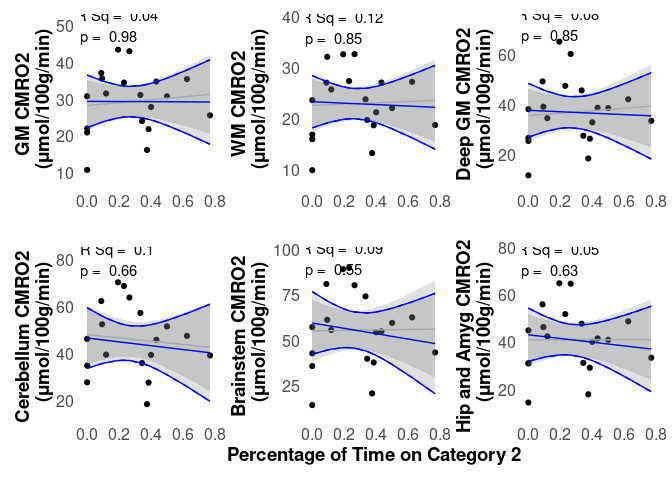 R Sq = 0.04
p = 0.98
GM CMRO2
(μmol/100g/min)
50
40
30
20
10
0.0 0.2 0.4 0.6 0.8
R Sq = 0.12
p = 0.85
WM CMRO2
(μmol/100g/min)
40
30
20
10
0.0 0.2 0.4 0.6 0.8
R Sq = 0.08
p = 0.85
Deep GM CMRO2
(μmol/100g/min)
60
40
20
0.0 0.2 0.4 0.6 0.8
R Sq = 0.1
p = 0.66
Cerebellum CMRO2
(μmol/100g/min)
80
60
40
20
0.0 0.2 0.4 0.6 0.8
R Sq = 0.09
p = 0.55
Brainstem CMRO2
(μmol/100g/min)
100
75
50
25
0.0 0.2 0.4 0.6 0.8
R Sq = 0.05
p = 0.63
Hip and Amyg CMRO2
(μmol/100g/min)
80
60
40
20
0.0 0.2 0.4 0.6 0.8
Percentage of Time on Category 2